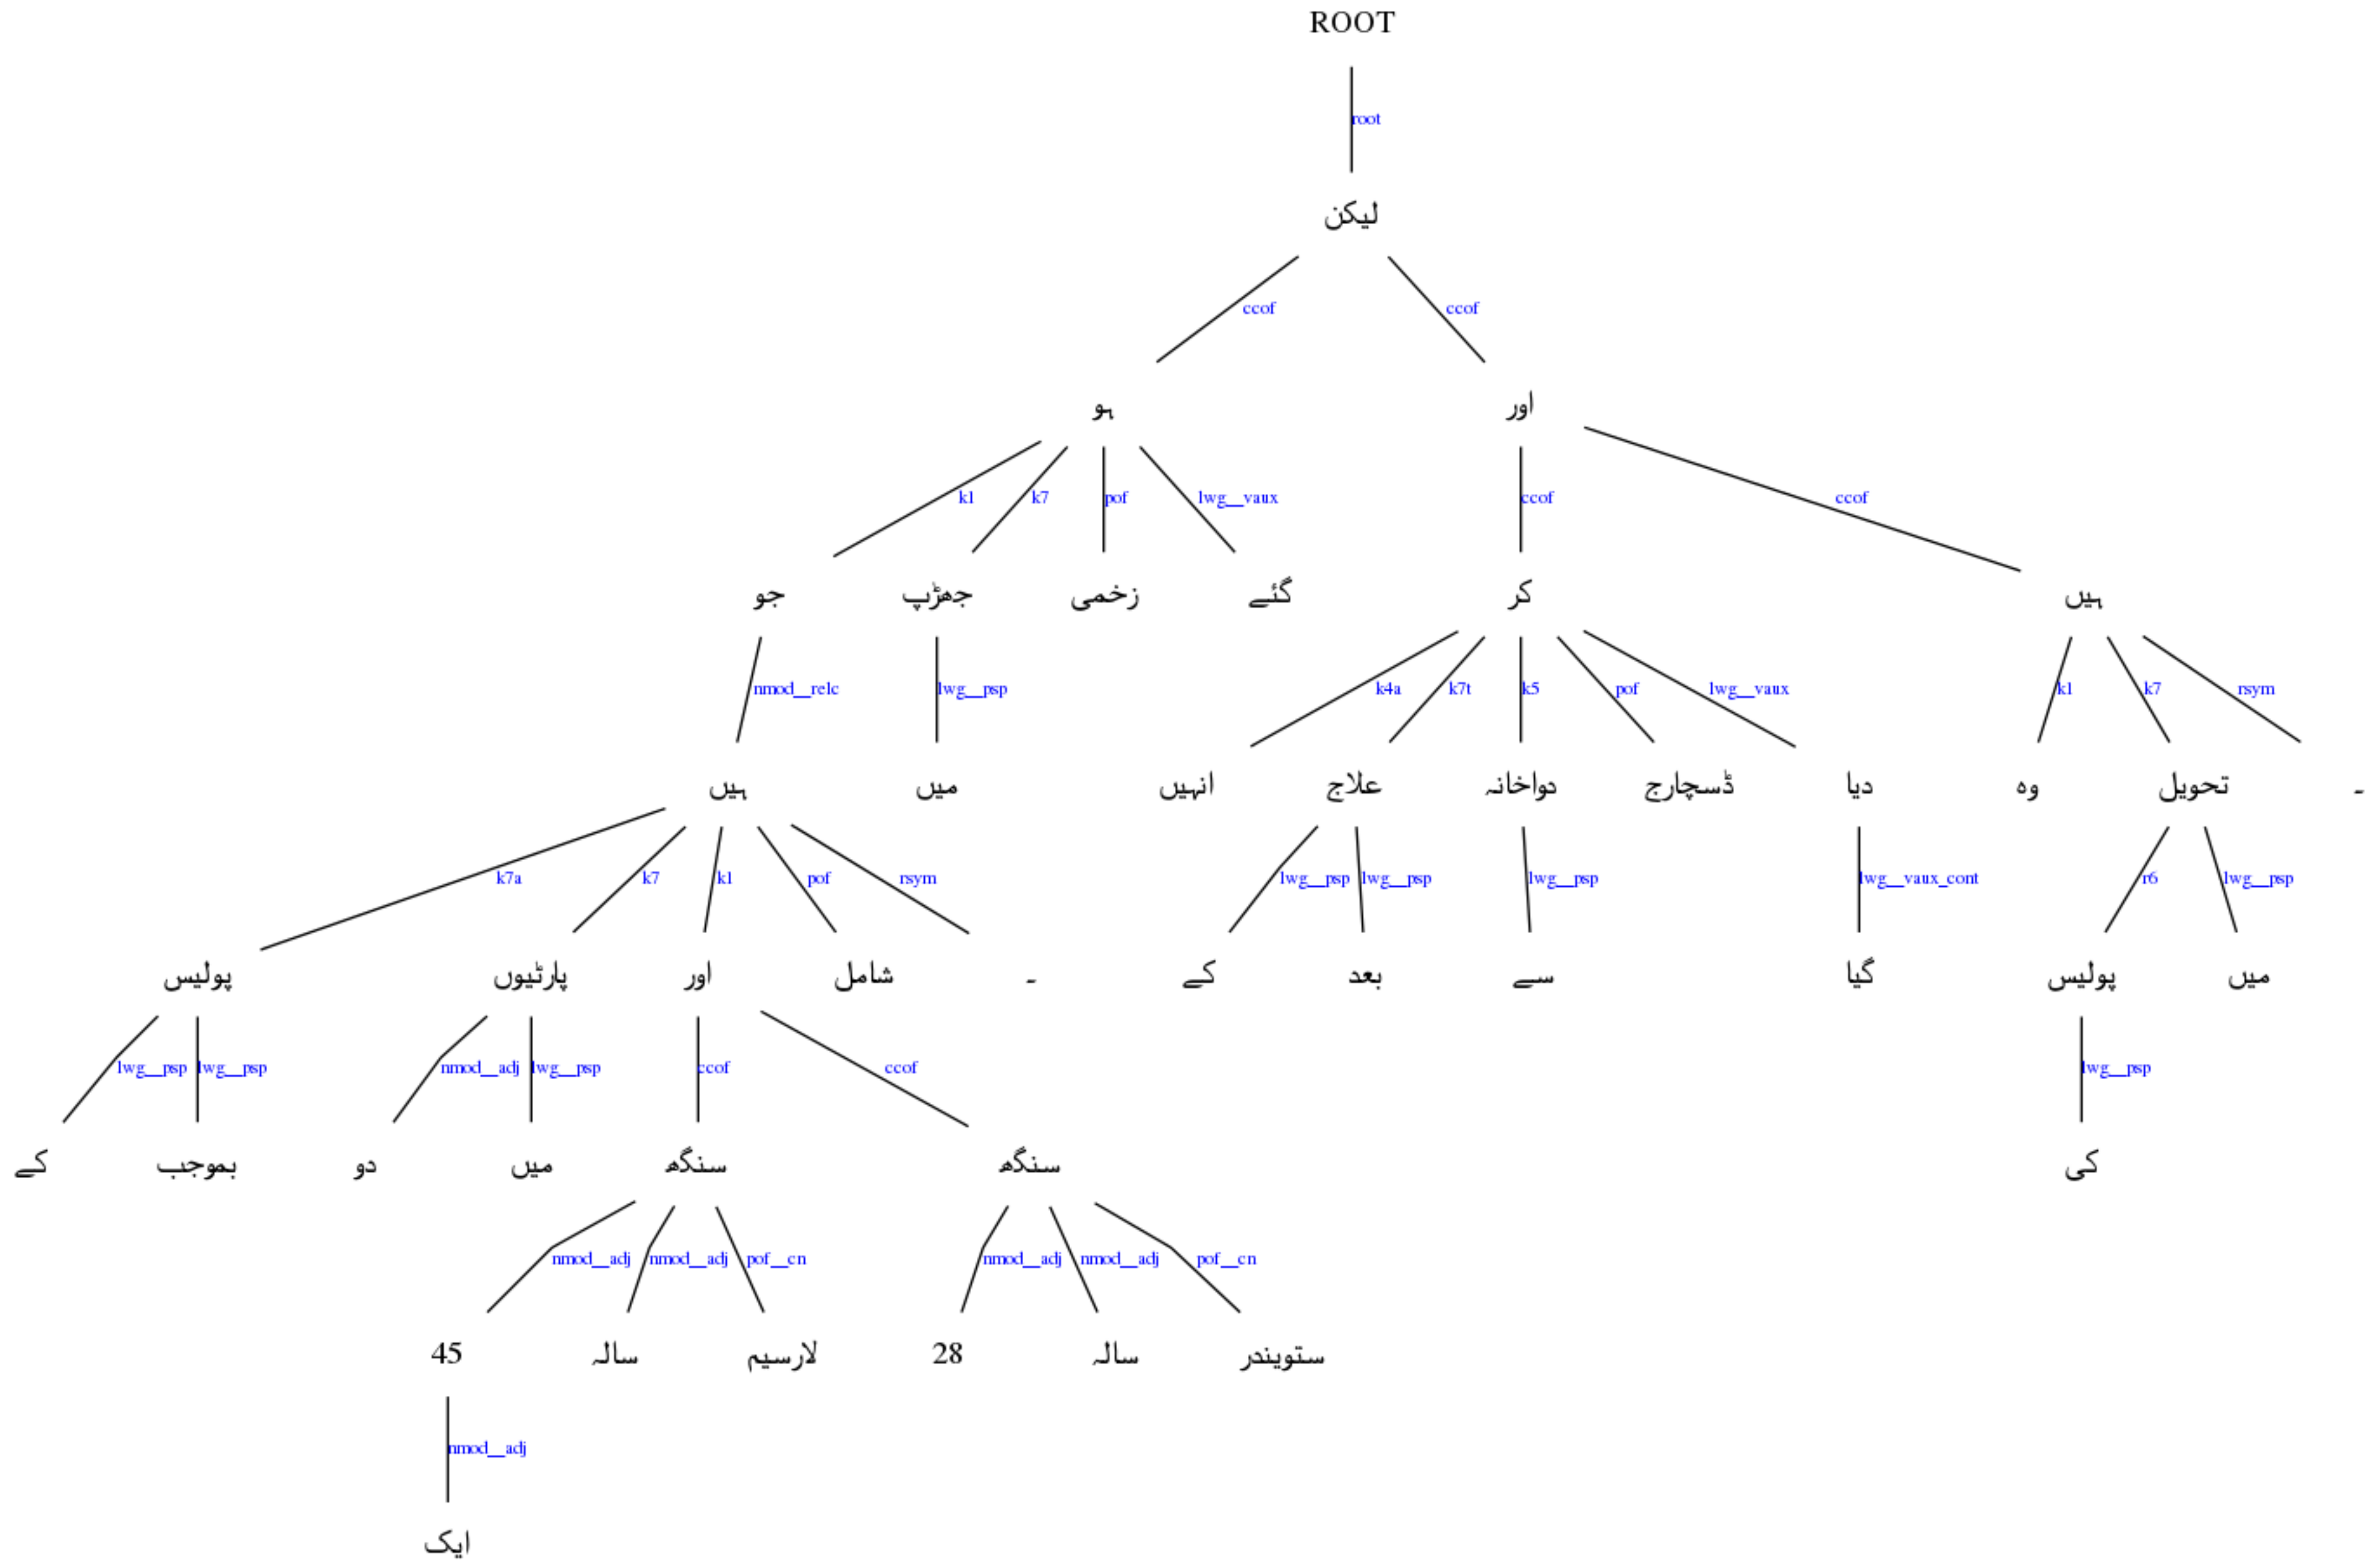 ROOT
root
لیکن
ccof ccof
ہو اور
k1 k7 pof lwg__vaux ccof ccof
جو جھڑپ زخمی گئے کر ہیں
nmod__relc lwg__psp k4a k7t k5 pof lwg__vaux k1 k7 rsym
ہیں میں انہیں علاج دواخانہ ڈسچارج دیا وہ تحویل ۔
k7a k7 k1 pof rsym lwg__psp lwg__psp lwg__psp lwg__vaux_cont r6 lwg__psp
پولیس پارٹیوں اور شامل ۔ کے بعد سے گیا پولیس میں
lwg__psp lwg__psp nmod__adj lwg__psp ccof ccof lwg__psp
کے بموجب دو میں سنگھ سنگھ کی
nmod__adj nmod__adj pof__cn nmod__adj nmod__adj pof__cn
45 سالہ لارسیم 28 سالہ ستویندر
nmod__adj
ایک